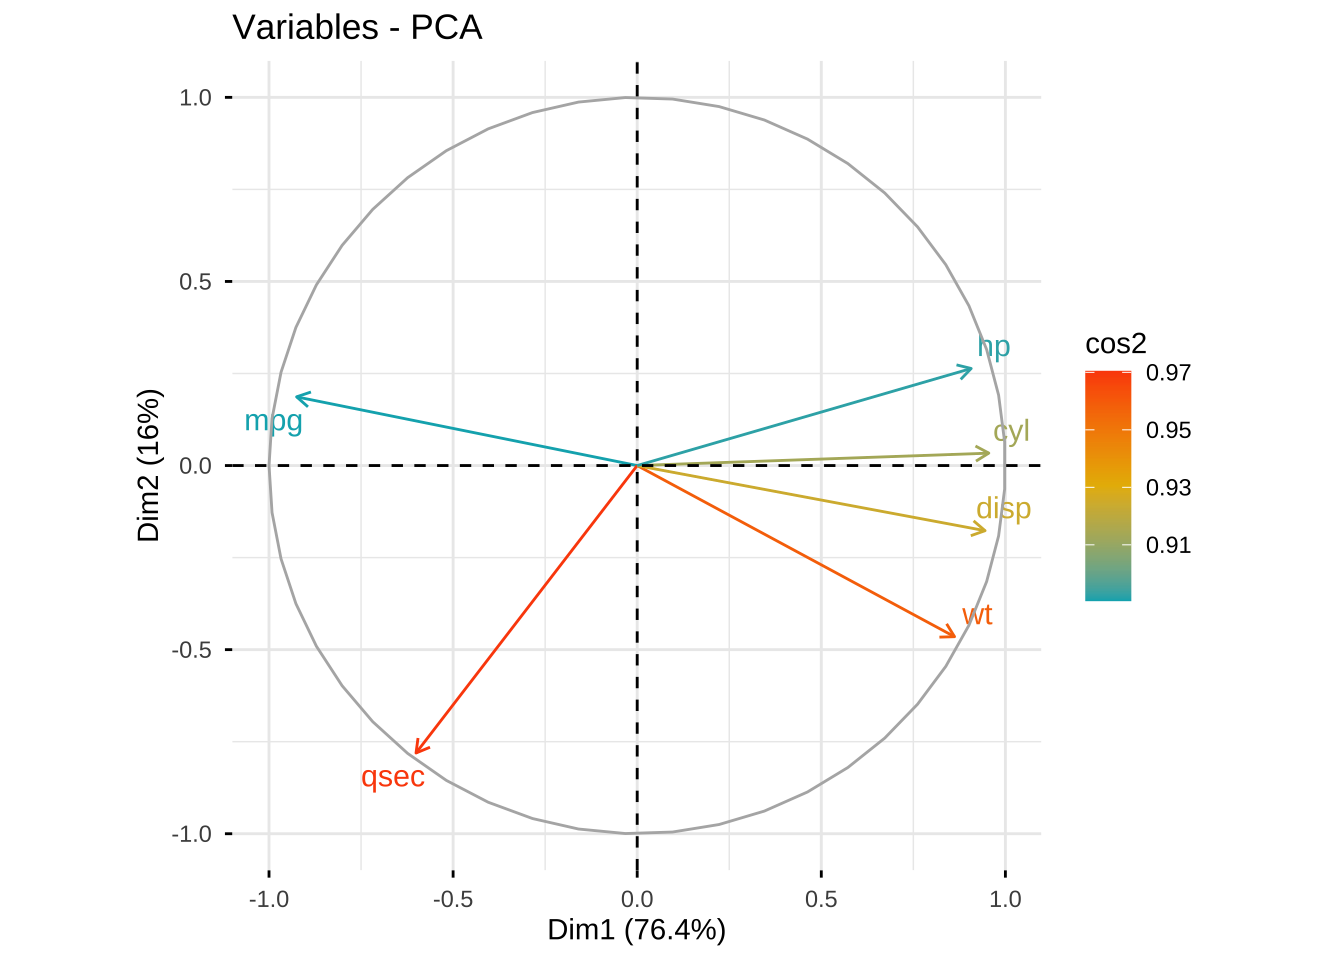 Variables - PCA
1.0
0.5
0.0
-0.5
-1.0
Dim2 (16%)
hp
mpg
cyl
disp
wt
qsec
-1.0
-0.5
0.0
0.5
1.0
Dim1 (76.4%)
cos2
0.97
0.95
0.93
0.91